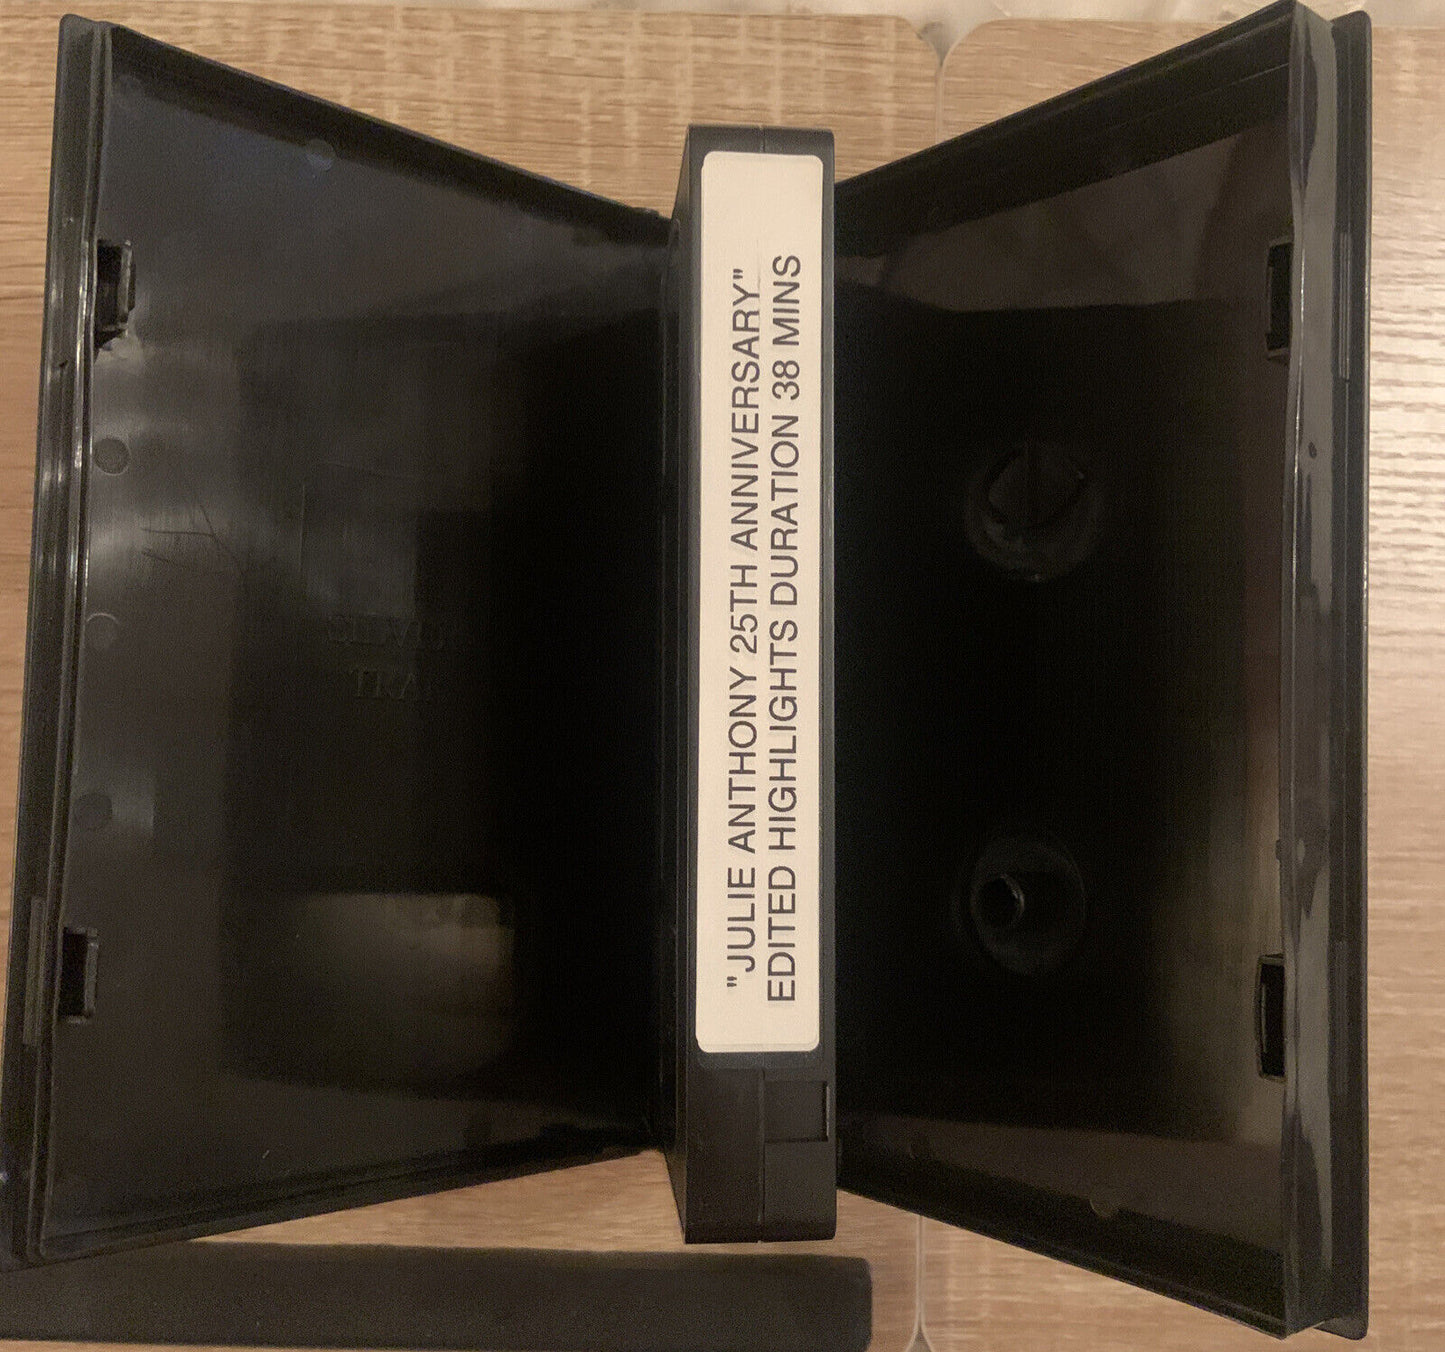 "JULIE ANTHONY 25TH ANNIVERSARY"
EDITED HIGHLIGHTS DURATION 38 MINS